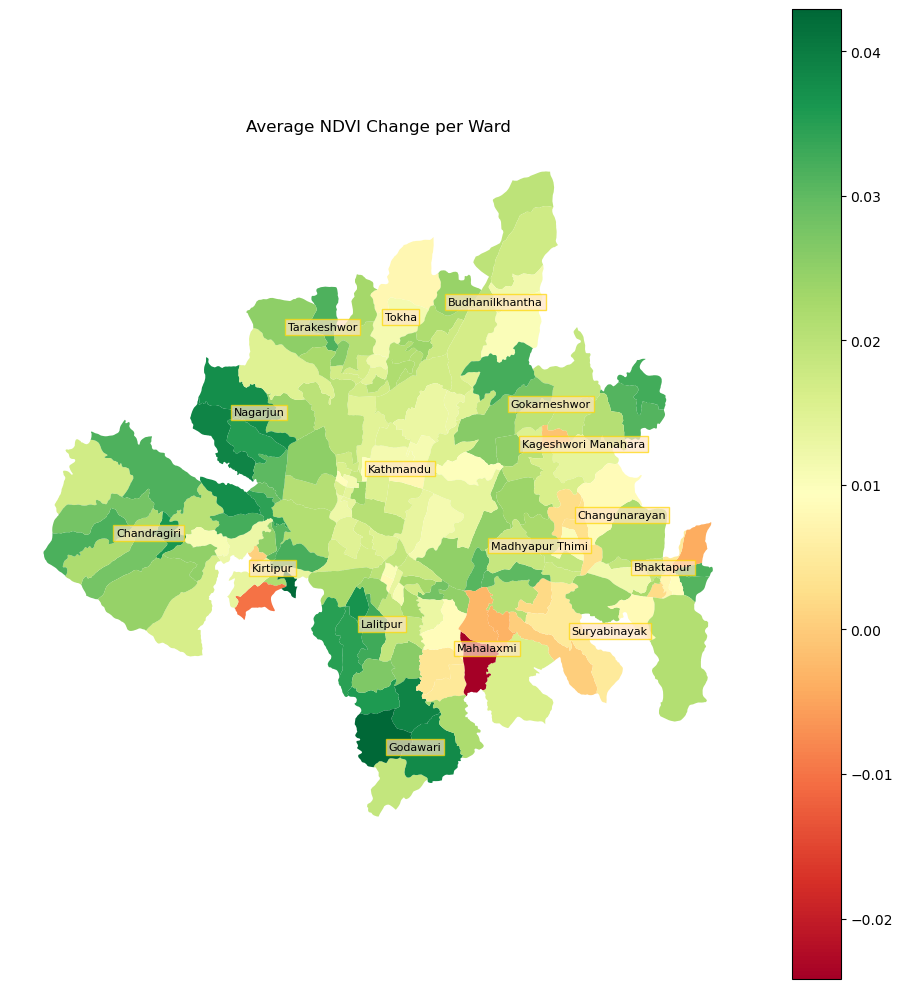 Average NDVI Change per Ward
Budhanilkhantha
Tokha
Tarakeshwor
Gokarneshwor
Nagarjun
Kageshwori Manahara
Kathmandu
Changunarayan
Chandragiri
Madhyapur Thimi
Bhaktapur
Kirtipur
Lalitpur
Suryabinayak
Mahalaxmi
Godawari
0.04
0.03
0.02
0.01
0.00
−0.01
−0.02